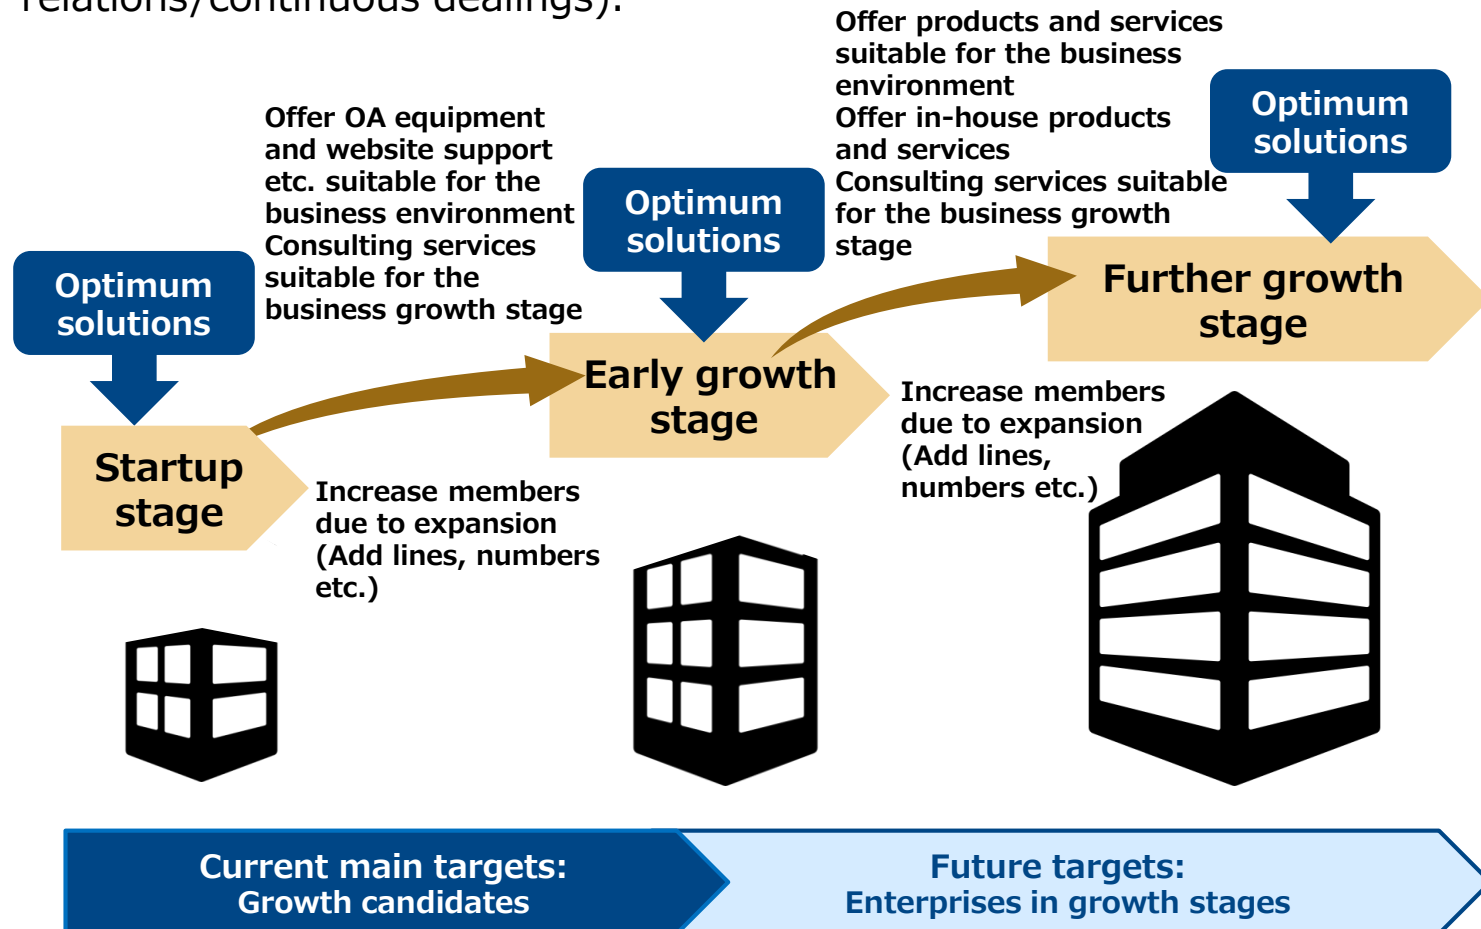 relations/continuous dealings).
Offer products and services
suitable for the business
environment
Offer in-house products
and services
Consulting services suitable
for the business growth
stage
Optimum
solutions
Offer OA equipment
and website support
etc. suitable for the
business environment
Consulting services
suitable for the
business growth stage
Optimum
solutions
Optimum
solutions
Further growth
stage
Early growth
stage
Increase members
due to expansion
(Add lines,
numbers etc.)
Startup
stage
Increase members
due to expansion
(Add lines, numbers
etc.)
Current main targets:
Growth candidates
Future targets:
Enterprises in growth stages